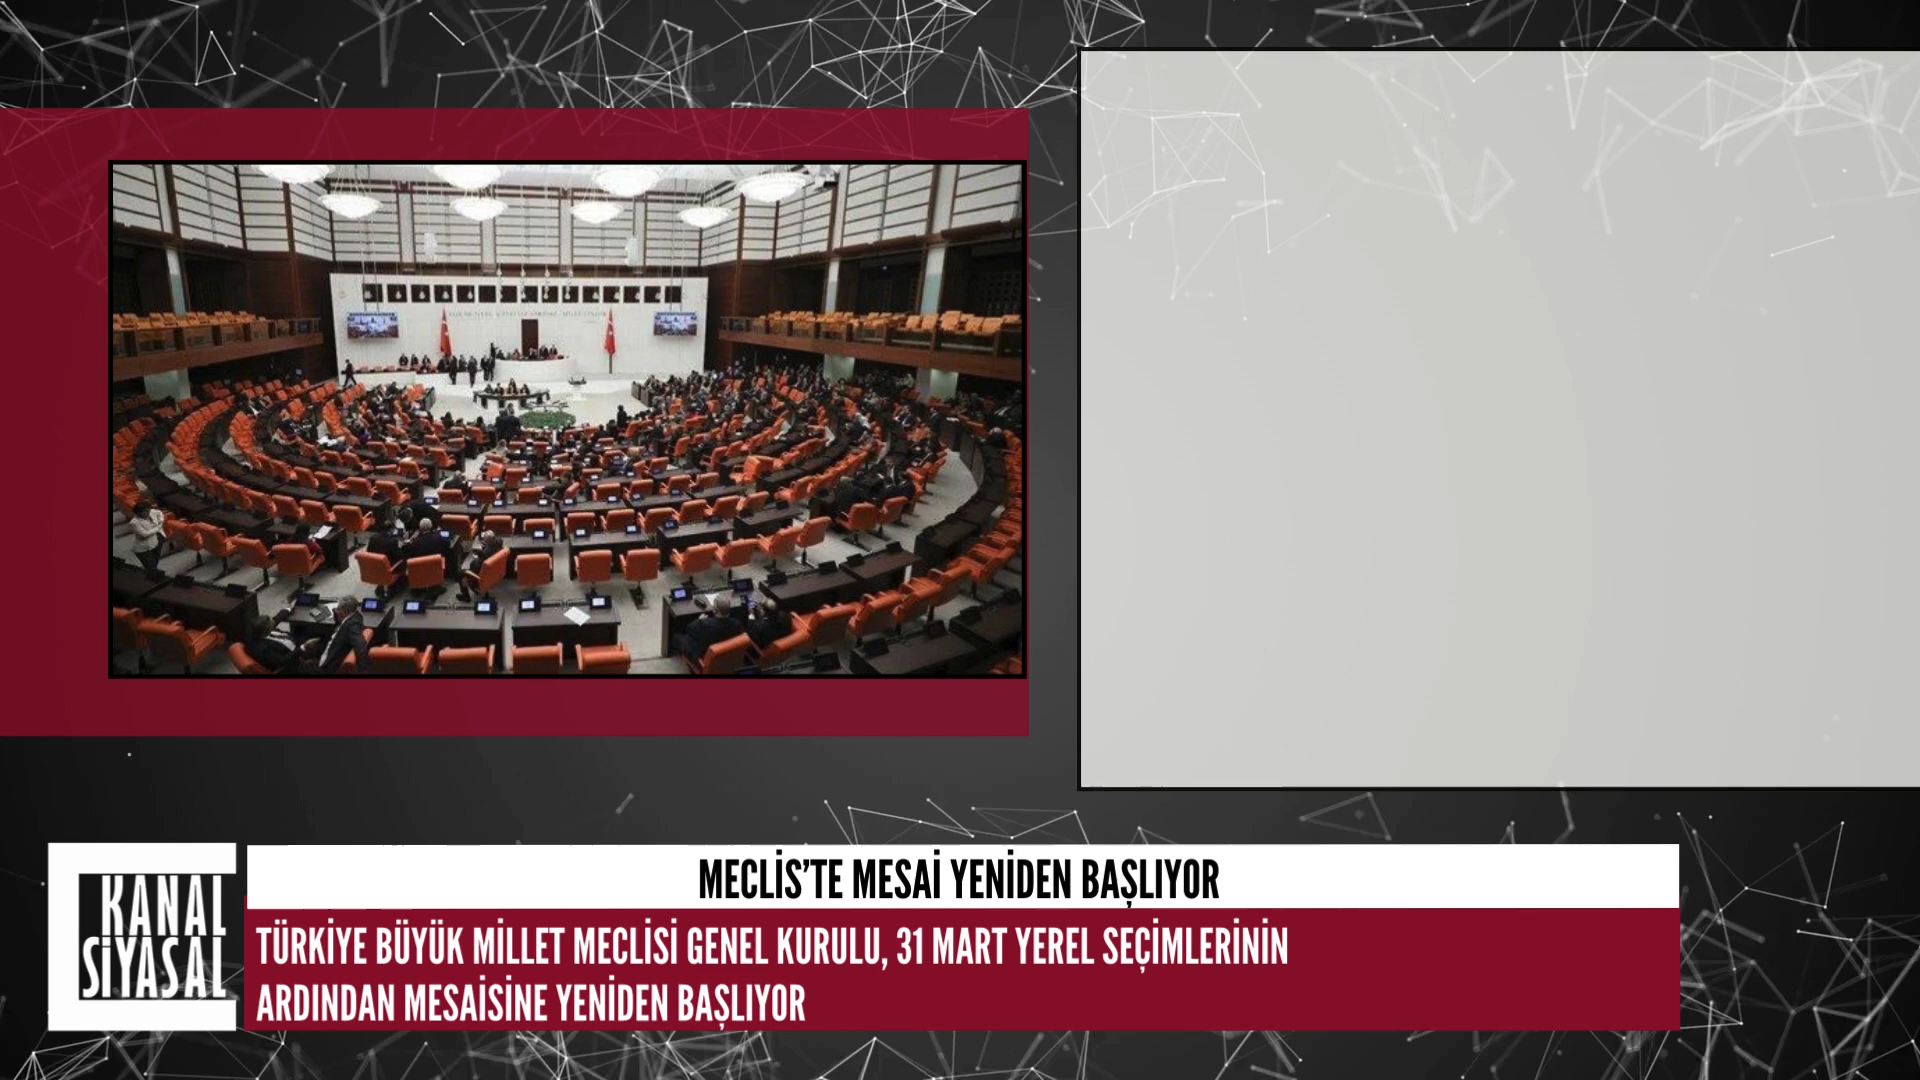 MECLİS'TE MESAİ YENİDEN BAŞLIYOR
KANAL
SİYASAL
TÜRKİYE BÜYÜK MİLLET MECLİSİ GENEL KURULU, 31 MART YEREL SEÇİMLERİNİN
ARDINDAN MESAİSİNE YENİDEN BAŞLIYOR